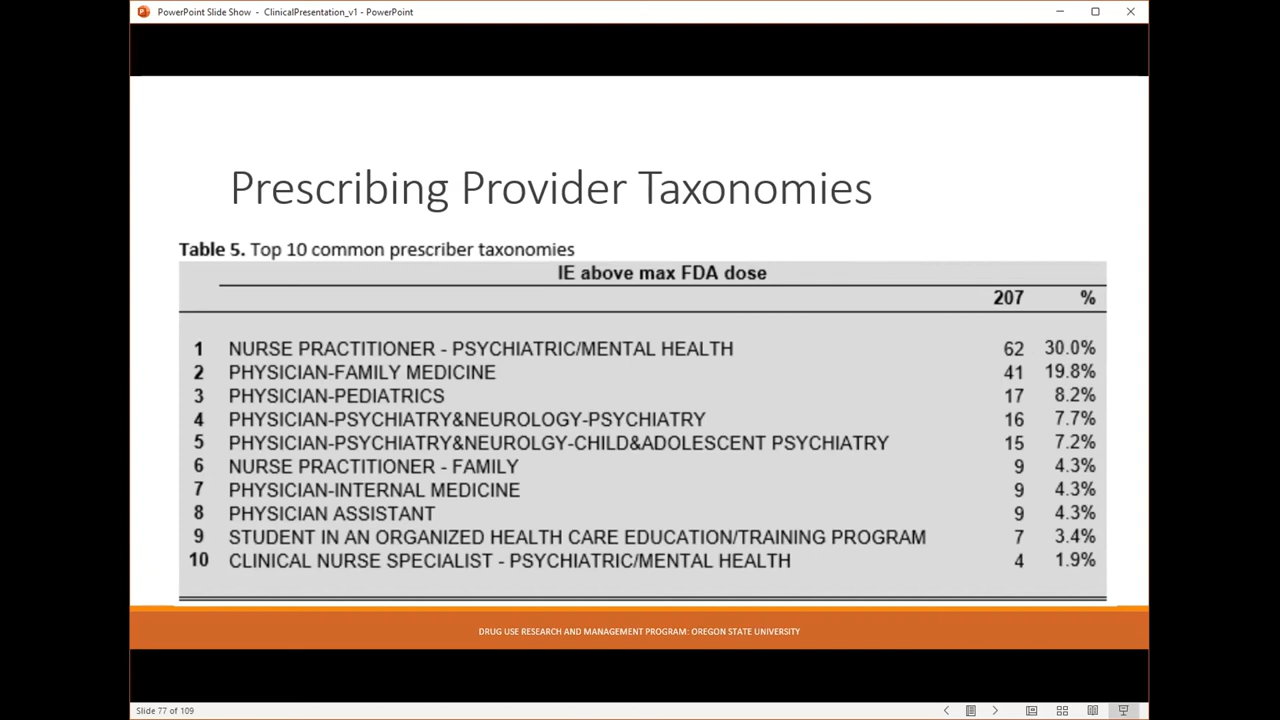 PowerPoint Slide Show - ClinicalPresentation_v1 - PowerPoint
Prescribing Provider Taxonomies
Table 5. Top 10 common prescriber taxonomies
IE above max FDA dose
207 %
1 NURSE PRACTITIONER - PSYCHIATRIC/MENTAL HEALTH 62 30.0%
2 PHYSICIAN-FAMILY MEDICINE 41 19.8%
3 PHYSICIAN-PEDIATRICS 17 8.2%
4 PHYSICIAN-PSYCHIATRY&NEUROLOGY-PSYCHIATRY 16 7.7%
5 PHYSICIAN-PSYCHIATRY&NEUROLGY-CHILD&ADOLESCENT PSYCHIATRY 15 7.2%
6 NURSE PRACTITIONER - FAMILY 9 4.3%
7 PHYSICIAN-INTERNAL MEDICINE 9 4.3%
8 PHYSICIAN ASSISTANT 9 4.3%
9 STUDENT IN AN ORGANIZED HEALTH CARE EDUCATION/TRAINING PROGRAM 7 3.4%
10 CLINICAL NURSE SPECIALIST - PSYCHIATRIC/MENTAL HEALTH 4 1.9%
DRUG USE RESEARCH AND MANAGEMENT PROGRAM: OREGON STATE UNIVERSITY
Slide 77 of 109